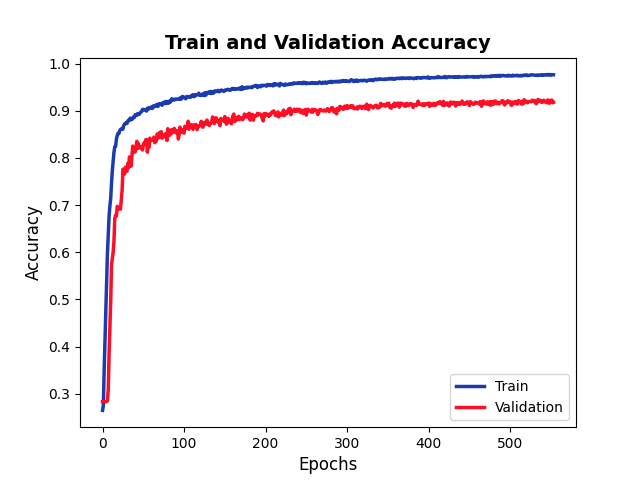 Train and Validation Accuracy
1.0
0.9
0.8
0.7
0.6
0.5
0.4
0.3
Accuracy
0 100 200 300 400 500
Epochs
Train
Validation